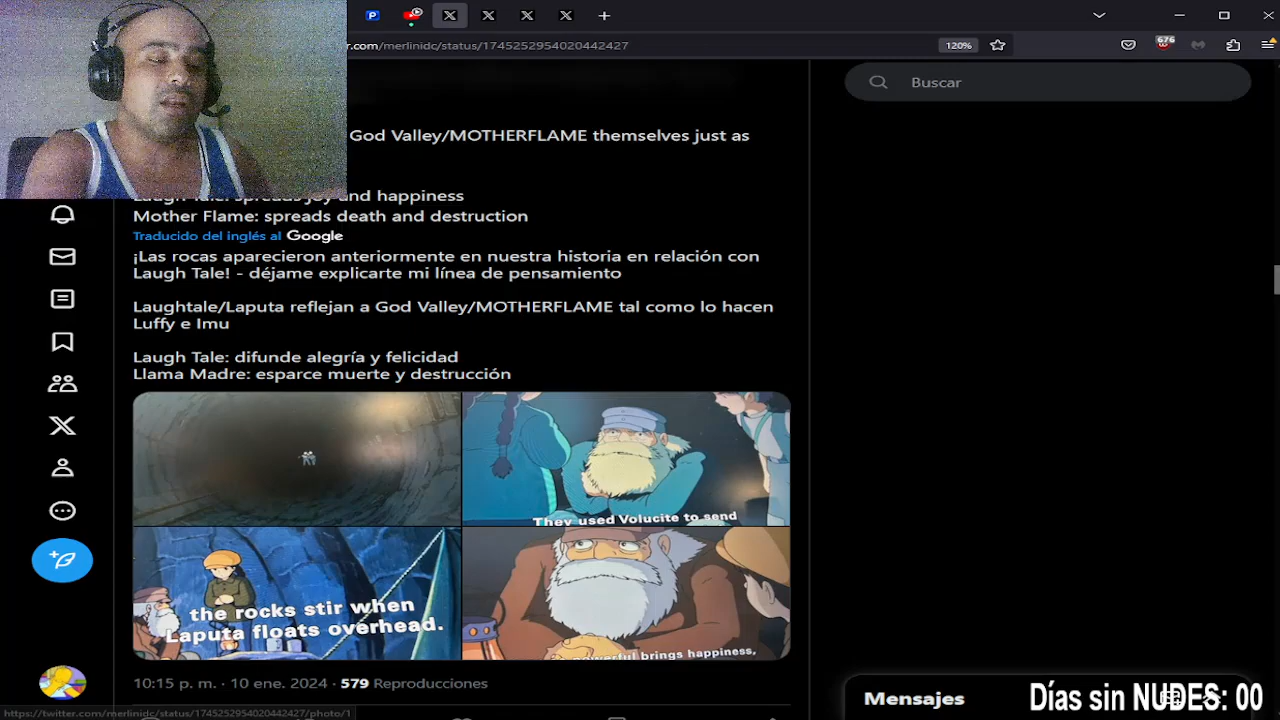 120%
676
.com/merlinidc/status/1745252954020442427
Buscar
God Valley/MOTHERFLAME themselves just as
Laugh Tale: spreads joy and happiness
Mother Flame: spreads death and destruction
Traducido del inglés al Google
¡Las rocas aparecieron anteriormente en nuestra historia en relación con
Laugh Tale! - déjame explicarte mi línea de pensamiento
Laughtale/Laputa reflejan a God Valley/MOTHERFLAME tal como lo hacen
Luffy e Imu
Laugh Tale: difunde alegría y felicidad
Llama Madre: esparce muerte y destrucción
They used Volucite to send
the rocks stir when
Laputa floats overhead.
powerful brings happiness,
10:15 p. m. · 10 ene. 2024 · 579 Reproducciones
Mensajes
Días sin NUDES: 00
https://twitter.com/merlinidc/status/1745252954020442427/photo/1